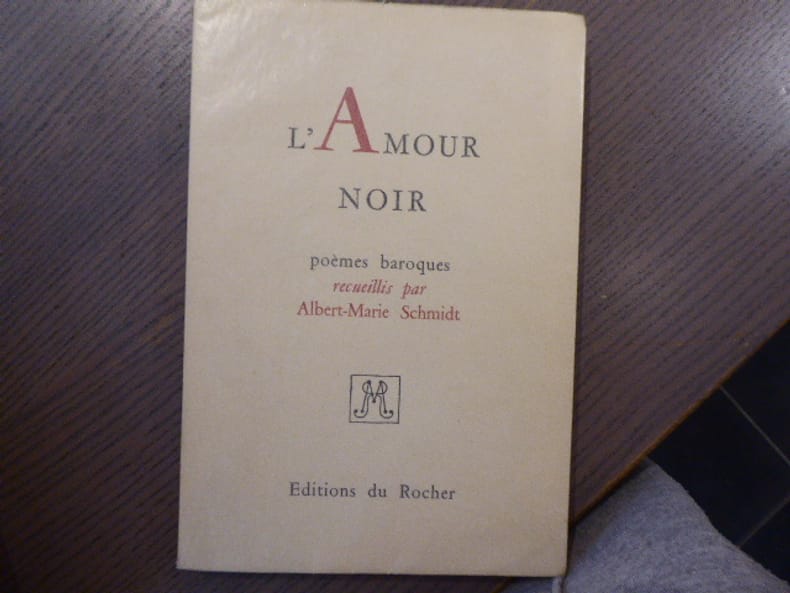 L'AMOUR
NOIR
poèmes baroques
recueillis par
Albert-Marie Schmidt
Editions du Rocher